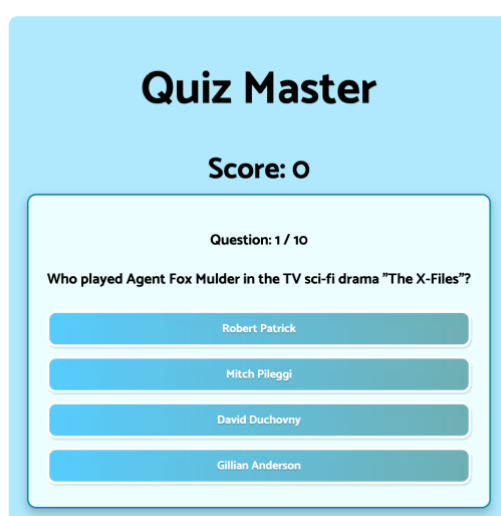 Quiz Master
Score: 0
Question: 1 / 10
Who played Agent Fox Mulder in the TV sci-fi drama "The X-Files"?
Robert Patrick
Mitch Pileggi
David Duchovny
Gillian Anderson